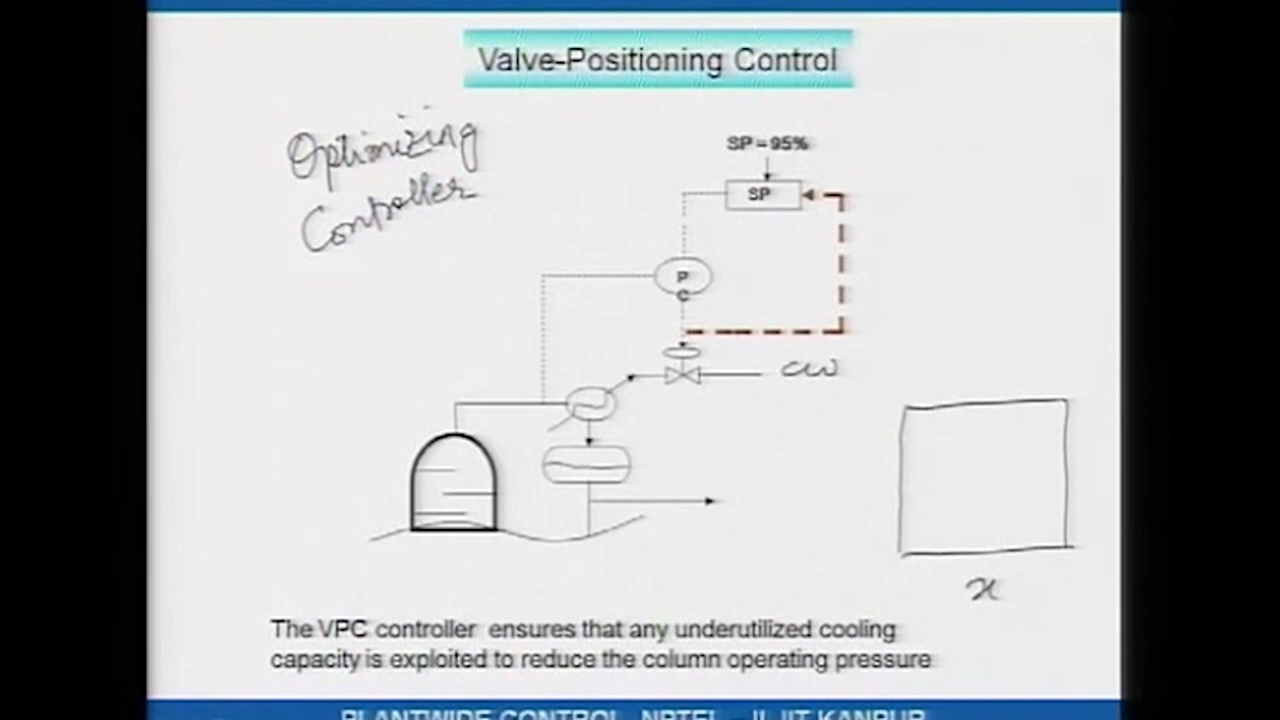 Valve-Positioning Control
Optimizing
Controller
SP=95%
SP
P
C
CW
x
The VPC controller ensures that any underutilized cooling
capacity is exploited to reduce the column operating pressure
PLANTWIDE CONTROL NPTEL - II IIT KANPUR